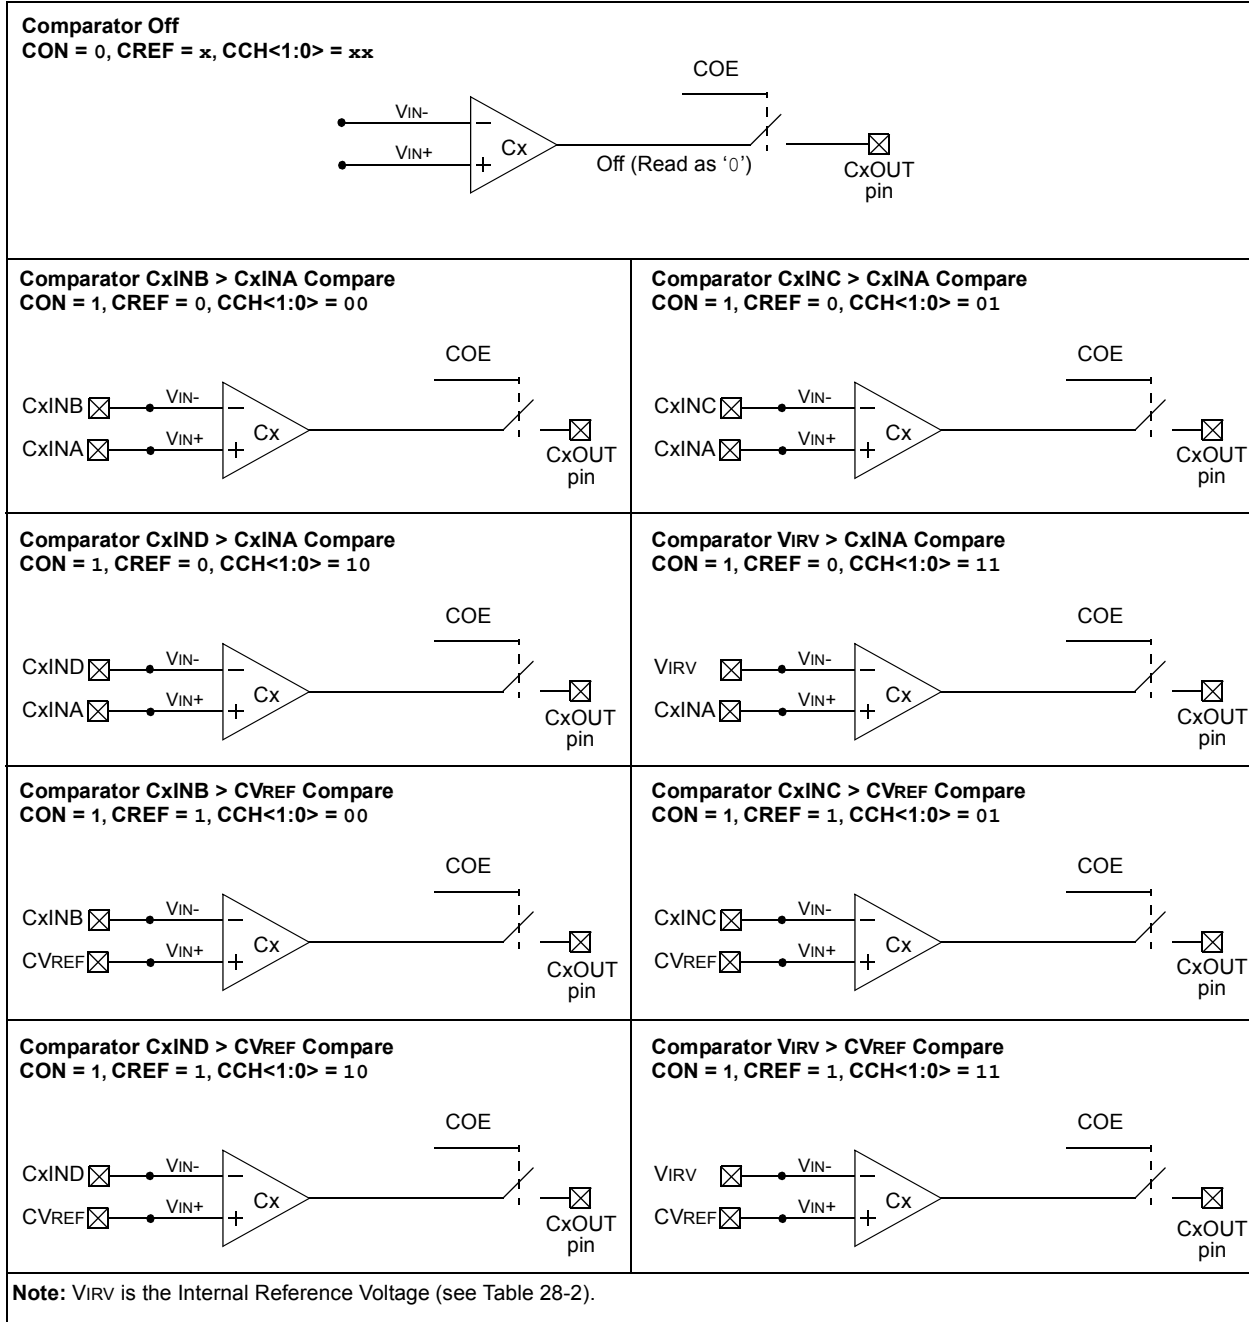 Comparator Off
CON = 0, CREF = x, CCH<1:0> = xx
COE
VIN-
VIN+
−
+
Cx
Off (Read as ‘0’)
CxOUT
pin
Comparator CxINB > CxINA Compare
CON = 1, CREF = 0, CCH<1:0> = 00
COE
CxINB
VIN-
CxINA
VIN+
−
+
Cx
CxOUT
pin
Comparator CxINC > CxINA Compare
CON = 1, CREF = 0, CCH<1:0> = 01
COE
CxINC
VIN-
CxINA
VIN+
−
+
Cx
CxOUT
pin
Comparator CxIND > CxINA Compare
CON = 1, CREF = 0, CCH<1:0> = 10
COE
CxIND
VIN-
CxINA
VIN+
−
+
Cx
CxOUT
pin
Comparator VIRV > CxINA Compare
CON = 1, CREF = 0, CCH<1:0> = 11
COE
VIRV
VIN-
CxINA
VIN+
−
+
Cx
CxOUT
pin
Comparator CxINB > CVREF Compare
CON = 1, CREF = 1, CCH<1:0> = 00
COE
CxINB
VIN-
CVREF
VIN+
−
+
Cx
CxOUT
pin
Comparator CxINC > CVREF Compare
CON = 1, CREF = 1, CCH<1:0> = 01
COE
CxINC
VIN-
CVREF
VIN+
−
+
Cx
CxOUT
pin
Comparator CxIND > CVREF Compare
CON = 1, CREF = 1, CCH<1:0> = 10
COE
CxIND
VIN-
CVREF
VIN+
−
+
Cx
CxOUT
pin
Comparator VIRV > CVREF Compare
CON = 1, CREF = 1, CCH<1:0> = 11
COE
VIRV
VIN-
CVREF
VIN+
−
+
Cx
CxOUT
pin
Note: VIRV is the Internal Reference Voltage (see Table 28-2).